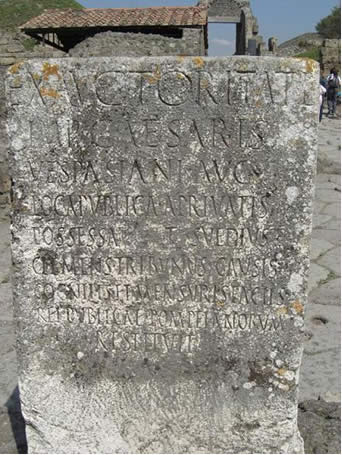 EX AVCTORITATE
IMP CAESARIS
VESPASIANI AVG
LOCA PVBLICA A PRIVATIS
POSSESSA T SVEDIVS
CLEMENS TRIBVNVS CAVSIS
COGNITIS ET MENSVRIS FACTIS
REI PVBLICAE POMPEIANORVM
RESTITVIT